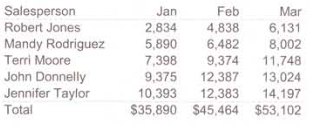 Salesperson Jan Feb Mar
Robert Jones 2,834 4,838 6,131
Mandy Rodriguez 5,890 6,482 8,002
Terri Moore 7,398 9,374 11,748
John Donnelly 9,375 12,387 13,024
Jennifer Taylor 10,393 12,383 14,197
Total $35,890 $45,464 $53,102